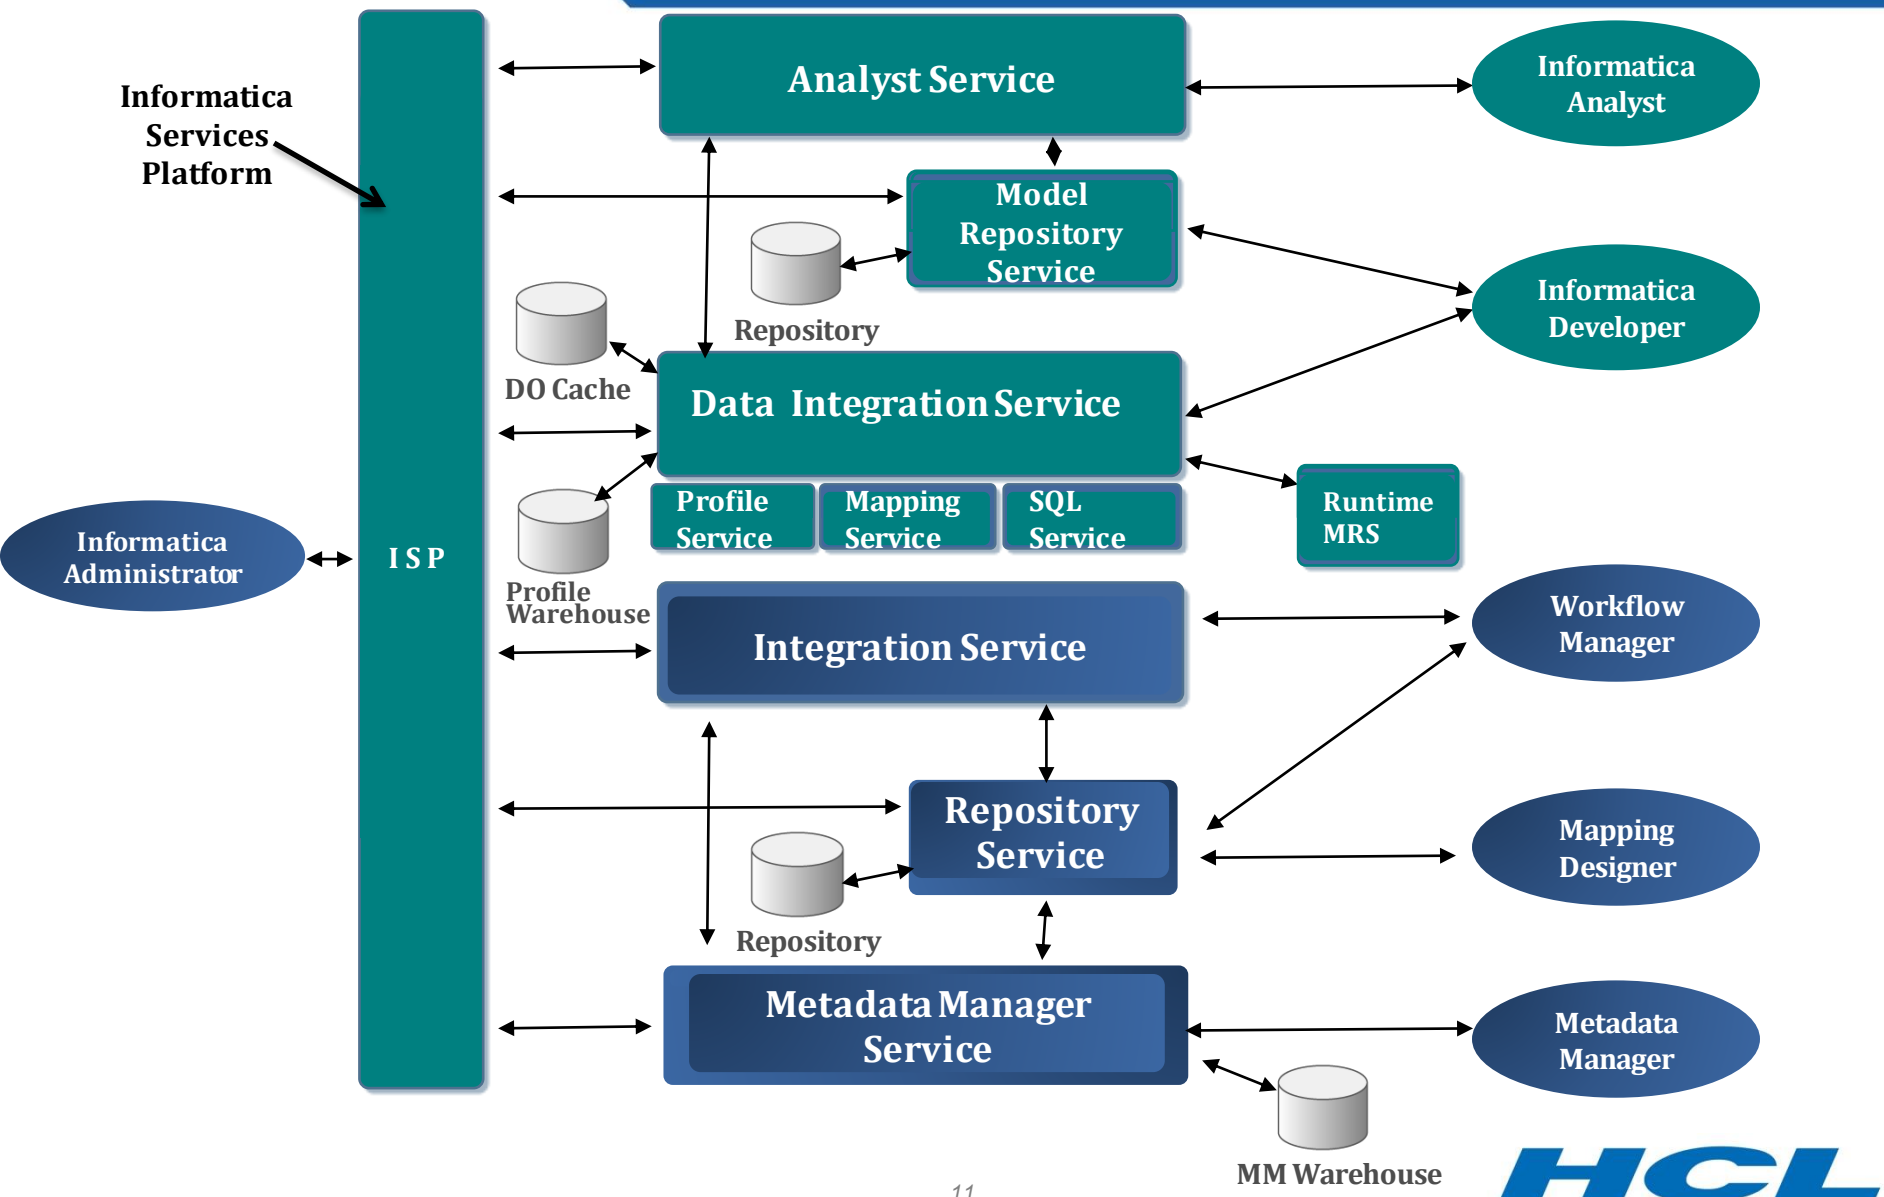 Informatica
Services
Platform
I S P
Informatica
Administrator
Analyst Service
Informatica
Analyst
Model
Repository
Service
Repository
Informatica
Developer
DO Cache
Data Integration Service
Profile
Service
Mapping
Service
SQL
Service
Runtime
MRS
Profile
Warehouse
Integration Service
Workflow
Manager
Repository
Service
Repository
Mapping
Designer
Metadata Manager
Service
Metadata
Manager
MM Warehouse
11
HCL